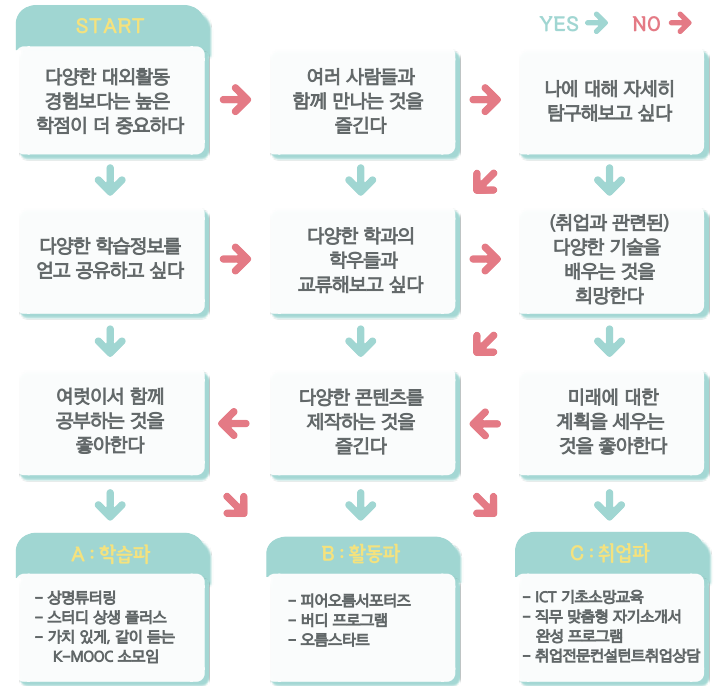 START
YES
NO
다양한 대외활동
경험보다는 높은
학점이 더 중요하다
여러 사람들과
함께 만나는 것을
즐긴다
나에 대해 자세히
탐구해보고 싶다
다양한 학습정보를
얻고 공유하고 싶다
다양한 학과의
학우들과
교류해보고 싶다
(취업과 관련된)
다양한 기술을
배우는 것을
희망한다
여럿이서 함께
공부하는 것을
좋아한다
다양한 콘텐츠를
제작하는 것을
즐긴다
미래에 대한
계획을 세우는
것을 좋아한다
A : 학습파
- 상명튜터링
- 스터디 상생 플러스
- 가치 있게, 같이 듣는
K-MOOC 소모임
B : 활동파
- 피어오름서포터즈
- 버디 프로그램
- 오름스타트
C : 취업파
- ICT 기초소망교육
- 직무 맞춤형 자기소개서
완성 프로그램
- 취업전문컨설턴트취업상담